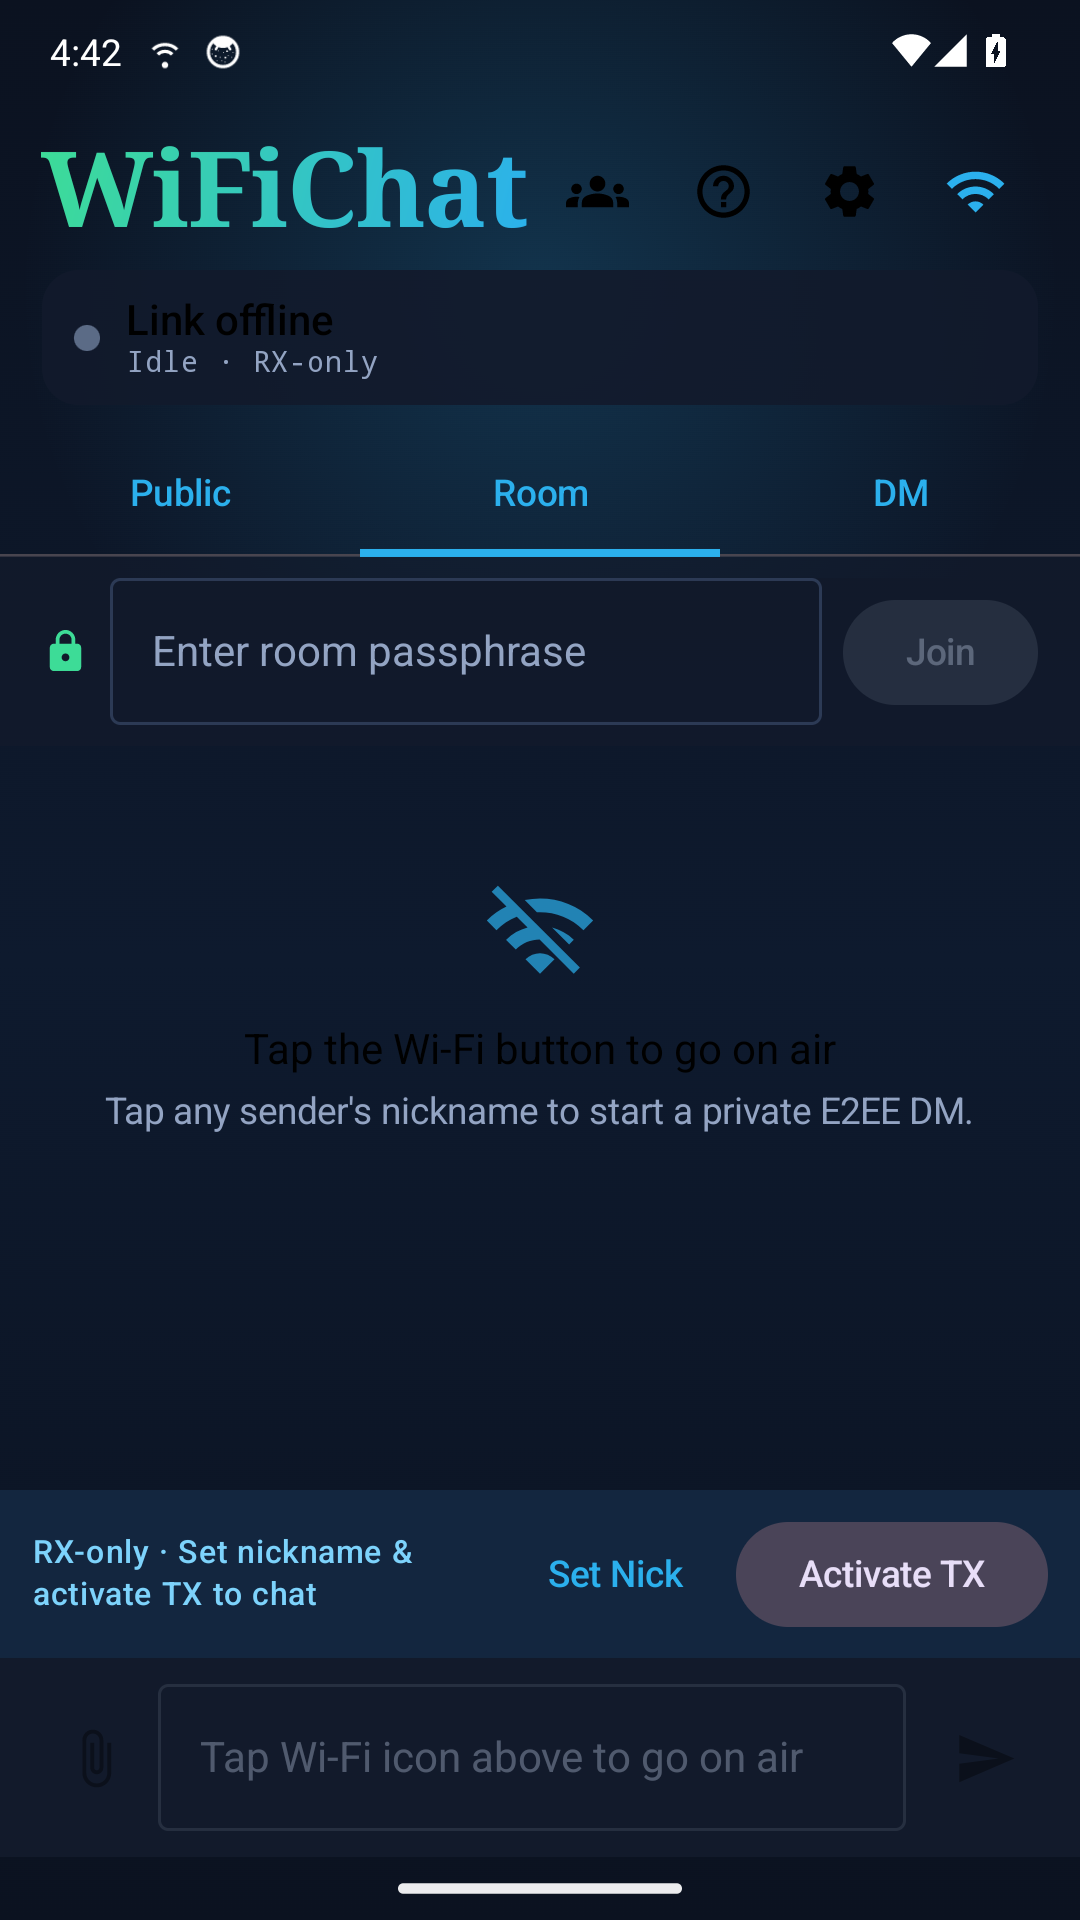 4:42
WiFiChat
Link offline
Idle · RX-only
Public
Room
DM
Enter room passphrase
Join
Tap the Wi-Fi button to go on air
Tap any sender's nickname to start a private E2EE DM.
RX-only · Set nickname &
activate TX to chat
Set Nick
Activate TX
Tap Wi-Fi icon above to go on air